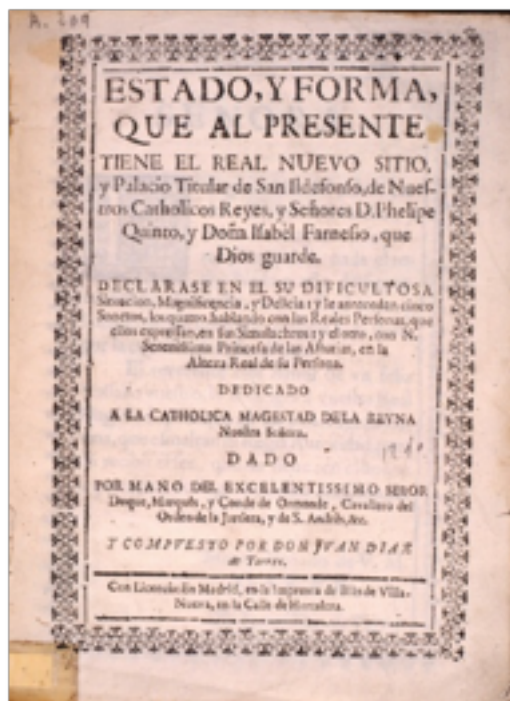 A. 209
ESTADO, Y FORMA,
QUE AL PRESENTE
TIENE EL REAL NUEVO SITIO,
y Palacio Titular de San Ildefonso, de Nues-
tros Catholicos Reyes, y Señores D. Phelipe
Quinto, y Doña Isabèl Farnesio, que
Dios guarde.
DECLARASE EN EL SU DIFICULTOSA
Situacion, Magnificencia, y Delicia; y le anteceden cinco
Sonetos, los quatro hablando con las Reales Personas, que
ellos expressan, en sus Simulachros; y el otro, con N.
Serenissima Princesa de las Asturias, en la
Alteza Real de su Persona.
DEDICADO
A LA CATHOLICA MAGESTAD DE LA REYNA
Nuestra Señora.
DADO
POR MANO DEL EXCELENTISSIMO SEÑOR
Duque, Marquès, y Conde de Ormonde, Cavallero del
Orden de la Jarretera, y de S. Andrès, &c.
Y COMPUESTO POR DON JUAN DIAZ
de Torres.
Con Licencia: En Madrid, en la Imprenta de Blàs de Villa-
Nueva, en la Calle de Hortaleza.